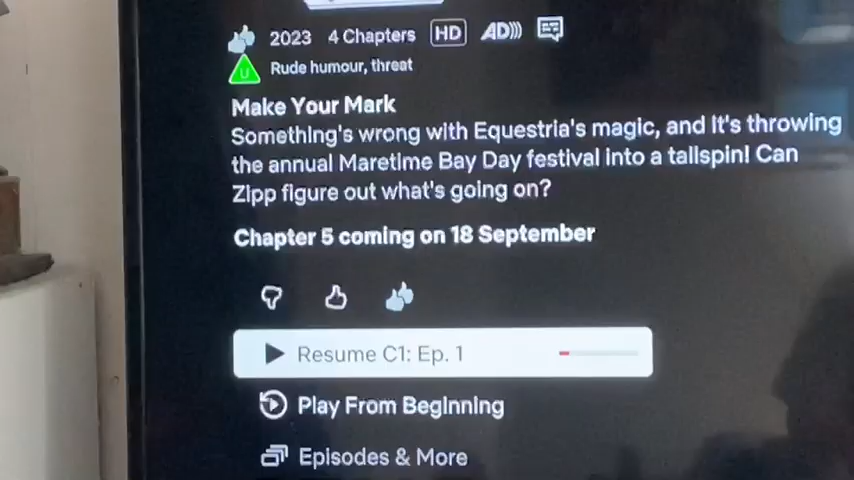 2023 4 Chapters HD AD)))
U Rude humour, threat
Make Your Mark
Something's wrong with Equestria's magic, and it's throwing
the annual Maretime Bay Day festival into a tailspin! Can
Zipp figure out what's going on?
Chapter 5 coming on 18 September
Resume C1: Ep. 1
Play From Beginning
Episodes & More